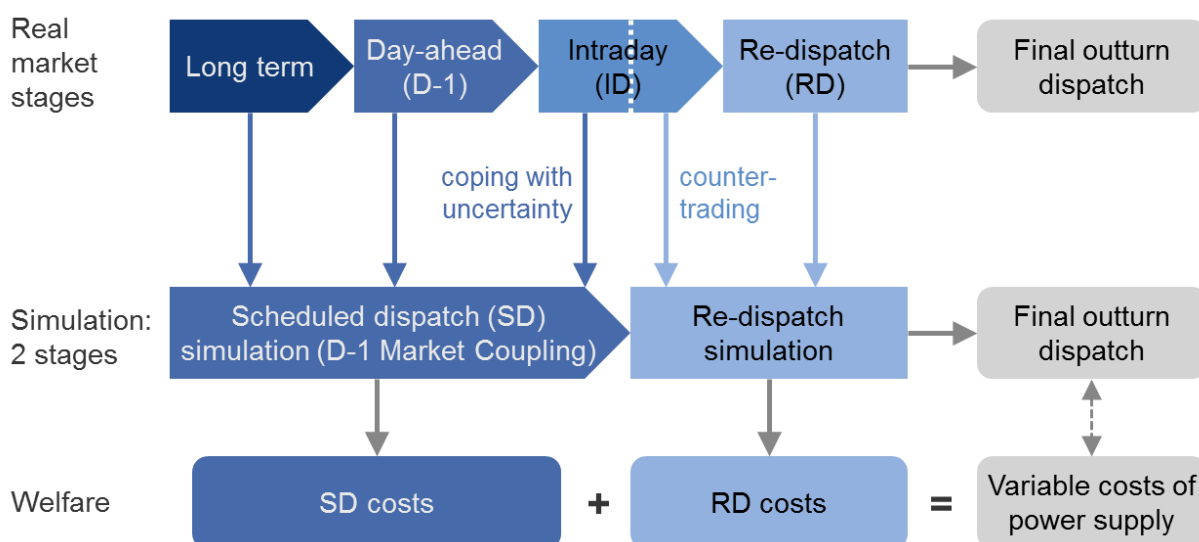 Real
market
stages
Long term
Day-ahead
(D-1)
Intraday
(ID)
Re-dispatch
(RD)
Final outturn
dispatch
coping with
uncertainty
counter-
trading
Simulation:
2 stages
Scheduled dispatch (SD)
simulation (D-1 Market Coupling)
Re-dispatch
simulation
Final outturn
dispatch
Welfare
SD costs
+
RD costs
=
Variable costs of
power supply